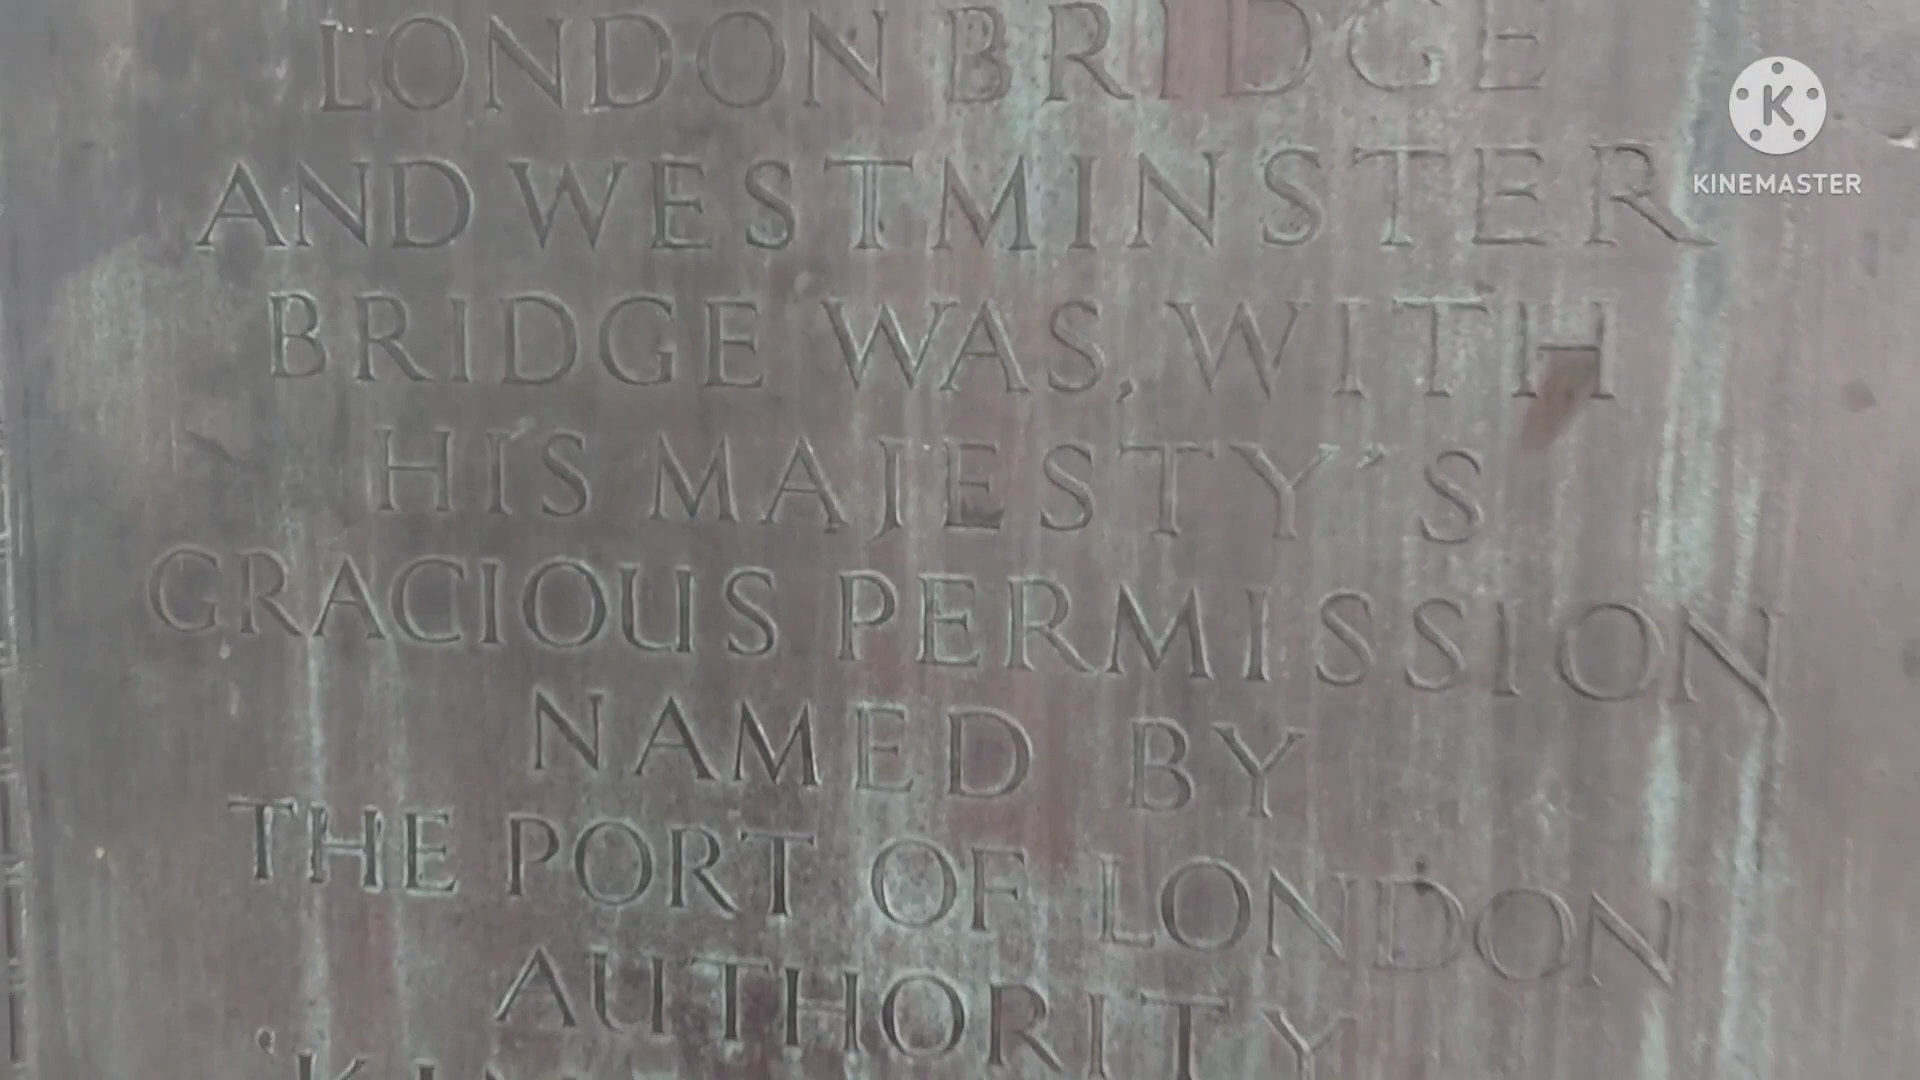 LONDON BRIDGE
AND WESTMINSTER
BRIDGE WAS, WITH
HIS MAJESTY'S
GRACIOUS PERMISSION
NAMED BY
THE PORT OF LONDON
AUTHORITY
KINEMASTER